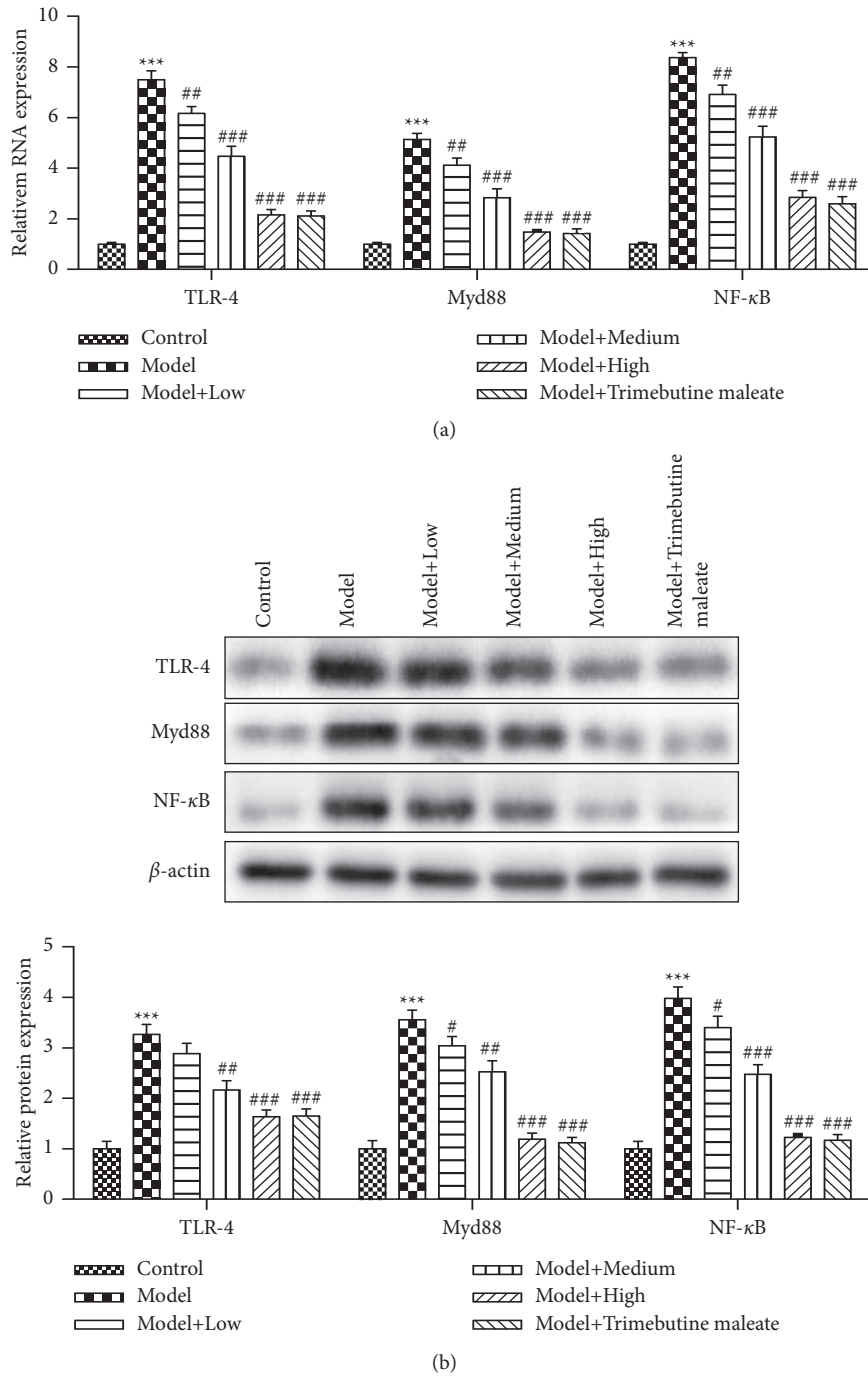 10
8
6
4
2
0
Relativem RNA expression
***
##
###
###
###
***
##
###
###
###
***
##
###
###
###
TLR-4
Myd88
NF-κB
Control
Model
Model+Low
Model+Medium
Model+High
Model+Trimebutine maleate
(a)
Control
Model
Model+Low
Model+Medium
Model+High
Model+Trimebutine
maleate
TLR-4
Myd88
NF-κB
β-actin
5
4
3
2
1
0
Relative protein expression
***
##
###
###
***
#
##
###
###
***
#
###
###
###
TLR-4
Myd88
NF-κB
Control
Model
Model+Low
Model+Medium
Model+High
Model+Trimebutine maleate
(b)